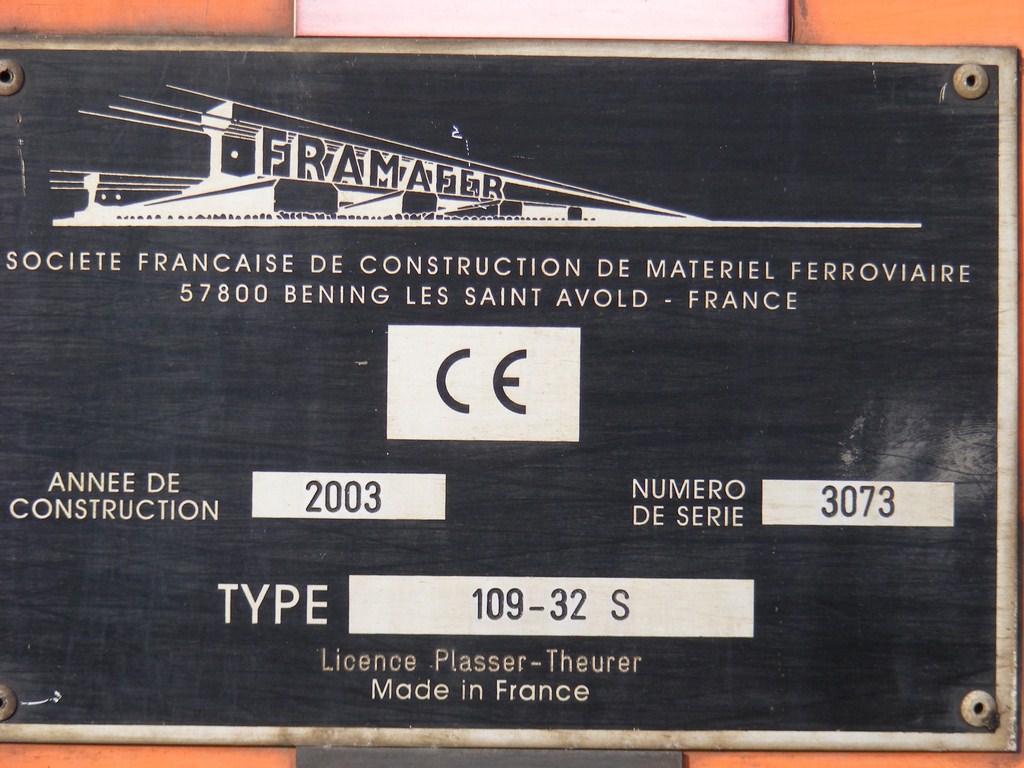 FRAMAFER
SOCIETE FRANCAISE DE CONSTRUCTION DE MATERIEL FERROVIAIRE
57800 BENING LES SAINT AVOLD - FRANCE
CE
ANNEE DE
CONSTRUCTION
2003
NUMERO
DE SERIE
3073
TYPE
109-32 S
Licence Plasser-Theurer
Made in France